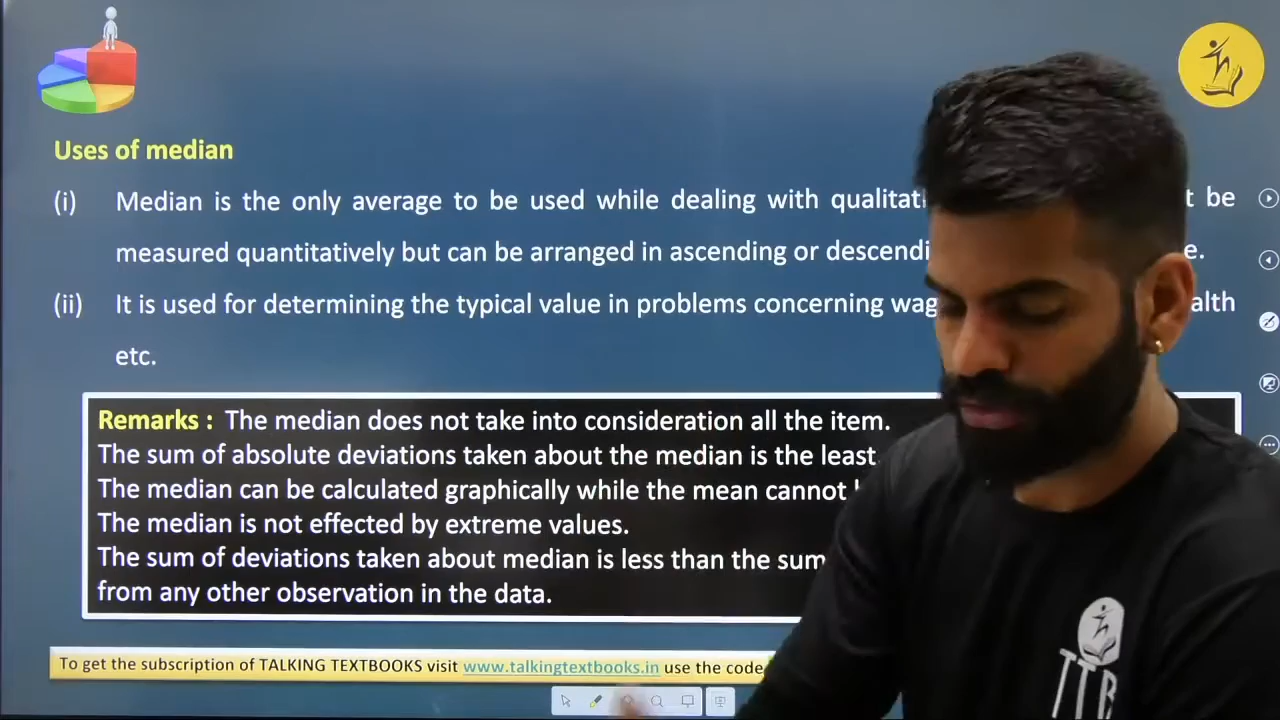 Uses of median
(i) Median is the only average to be used while dealing with t be
measured quantitatively but can be arranged in ascending or
(ii) It is used for determining the typical value in problems concerning
etc.
Remarks : The median does not take into consideration all the item.
The sum of absolute deviations taken about the median is the least
The median can be calculated graphically while the mean cannot
The median is not effected by extreme values.
The sum of deviations taken about median is less than the sum
from any other observation in the data.
To get the subscription of TALKING TEXTBOOKS visit www.talkingtextbooks.in use the code
TTB